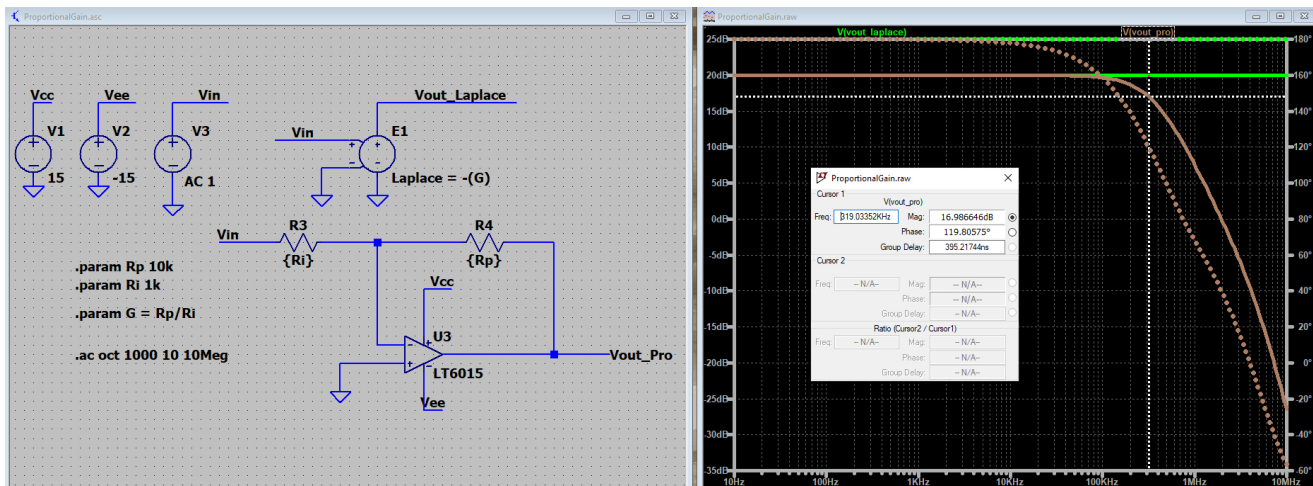 ProportionalGain.asc
Vcc
Vee
Vin
V1
V2
V3
15
-15
AC 1
Vout_Laplace
Vin
E1
Laplace = -(G)
Vin
R3
{Ri}
R4
{Rp}
.param Rp 10k
.param Ri 1k
.param G = Rp/Ri
.ac oct 1000 10 10Meg
Vcc
U3
LT6015
Vee
Vout_Pro
ProportionalGain.raw
V(vout_laplace)
V(vout_pro)
25dB
20dB
15dB
10dB
5dB
0dB
-5dB
-10dB
-15dB
-20dB
-25dB
-30dB
-35dB
180°
160°
140°
120°
100°
80°
60°
40°
20°
0°
-20°
-40°
-60°
10Hz
100Hz
1KHz
10KHz
100KHz
1MHz
10MHz
ProportionalGain.raw
Cursor 1
V(vout_pro)
Freq: 319.03352KHz Mag: 16.986646dB
Phase: 119.80575°
Group Delay: 395.21744ns
Cursor 2
Freq: -- N/A-- Mag: -- N/A--
Phase: -- N/A--
Group Delay: -- N/A--
Ratio (Cursor2 / Cursor1)
Freq: -- N/A-- Mag: -- N/A--
Phase: -- N/A--
Group Delay: -- N/A--